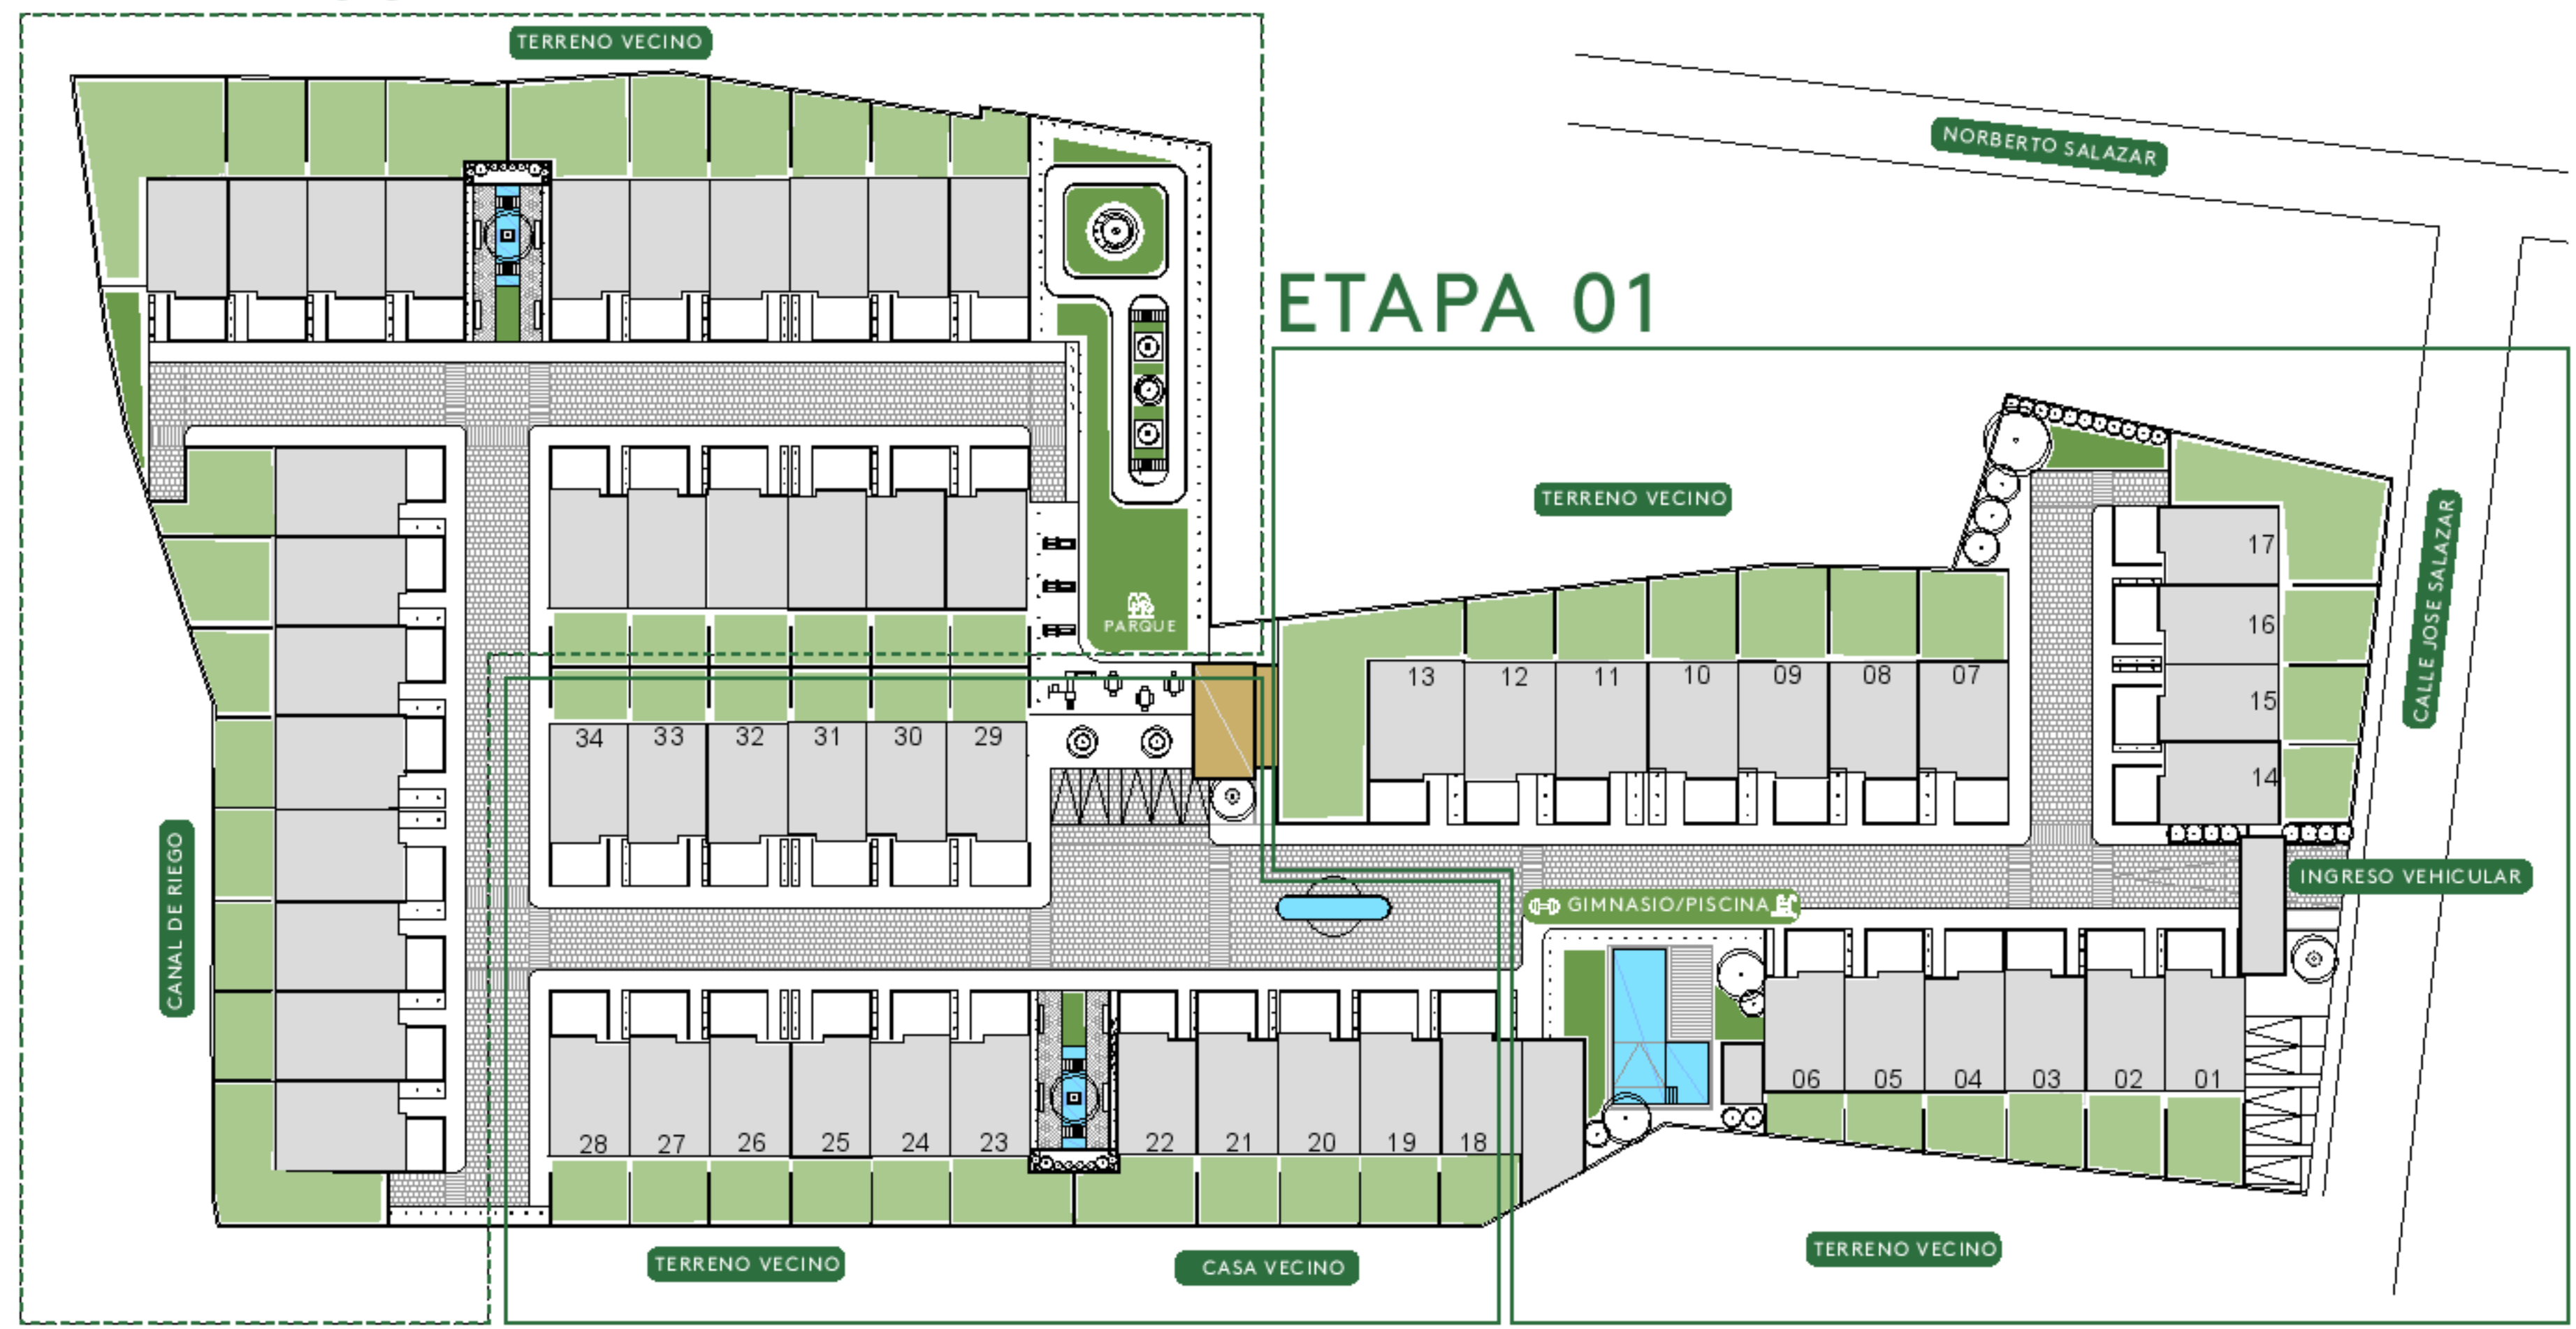 TERRENO VECINO
NORBERTO SALAZAR
ETAPA 01
TERRENO VECINO
CALLE JOSE SALAZAR
17
16
15
14
PARQUE
13 12 11 10 09 08 07
34 33 32 31 30 29
CANAL DE RIEGO
INGRESO VEHICULAR
GIMNASIO/PISCINA
06 05 04 03 02 01
28 27 26 25 24 23 22 21 20 19 18
TERRENO VECINO
CASA VECINO
TERRENO VECINO